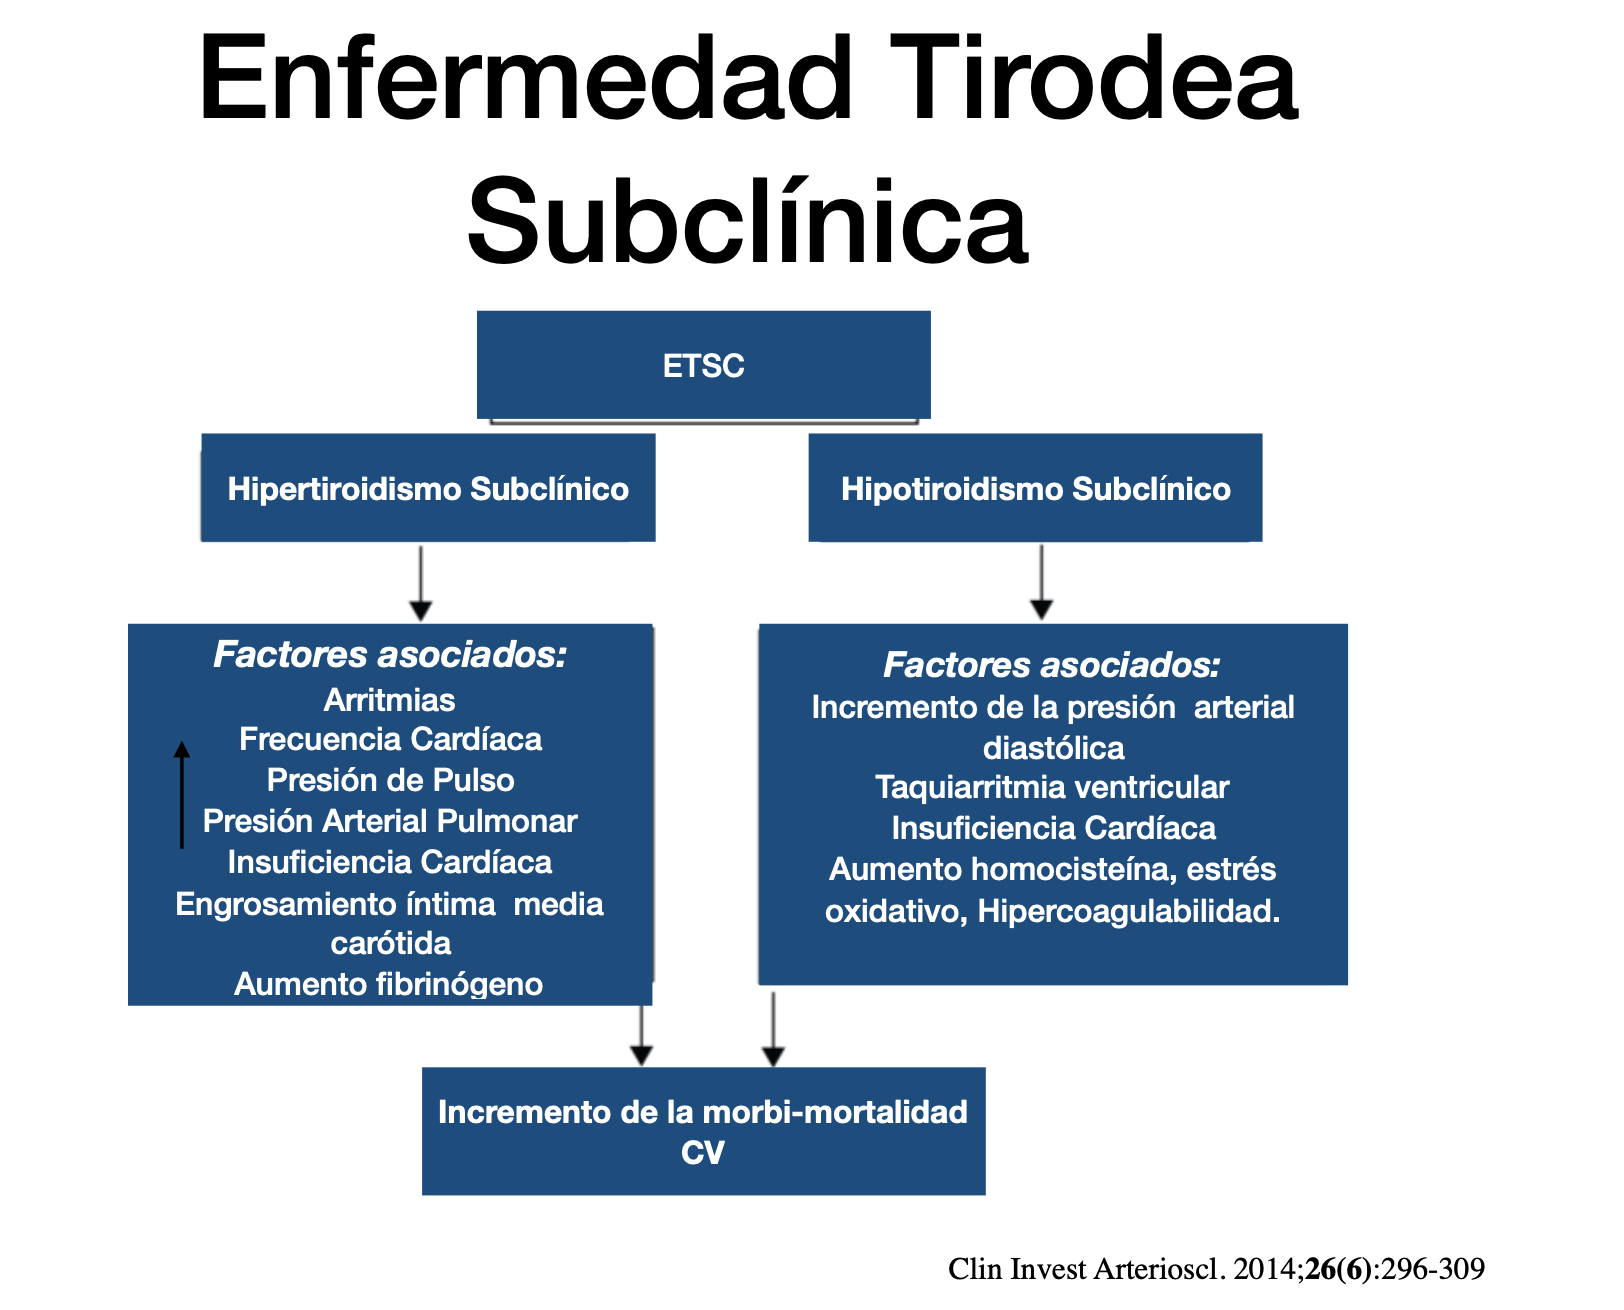 Enfermedad Tirodea
Subclínica
ETSC
Hipertiroidismo Subclínico
Hipotiroidismo Subclínico
Factores asociados:
Arritmias
Frecuencia Cardíaca
Presión de Pulso
Presión Arterial Pulmonar
Insuficiencia Cardíaca
Engrosamiento íntima media
carótida
Aumento fibrinógeno
Factores asociados:
Incremento de la presión arterial
diastólica
Taquiarritmia ventricular
Insuficiencia Cardíaca
Aumento homocisteína, estrés
oxidativo, Hipercoagulabilidad.
Incremento de la morbi-mortalidad
CV
Clin Invest Arterioscl. 2014;26(6):296-309